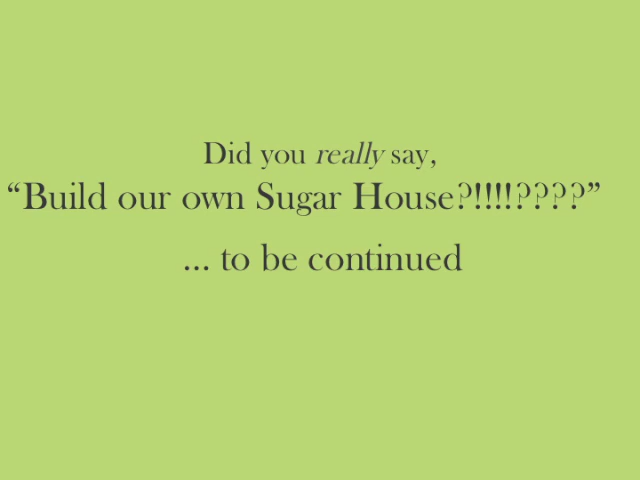 Did you really say,
“Build our own Sugar House?!!!!????”
... to be continued